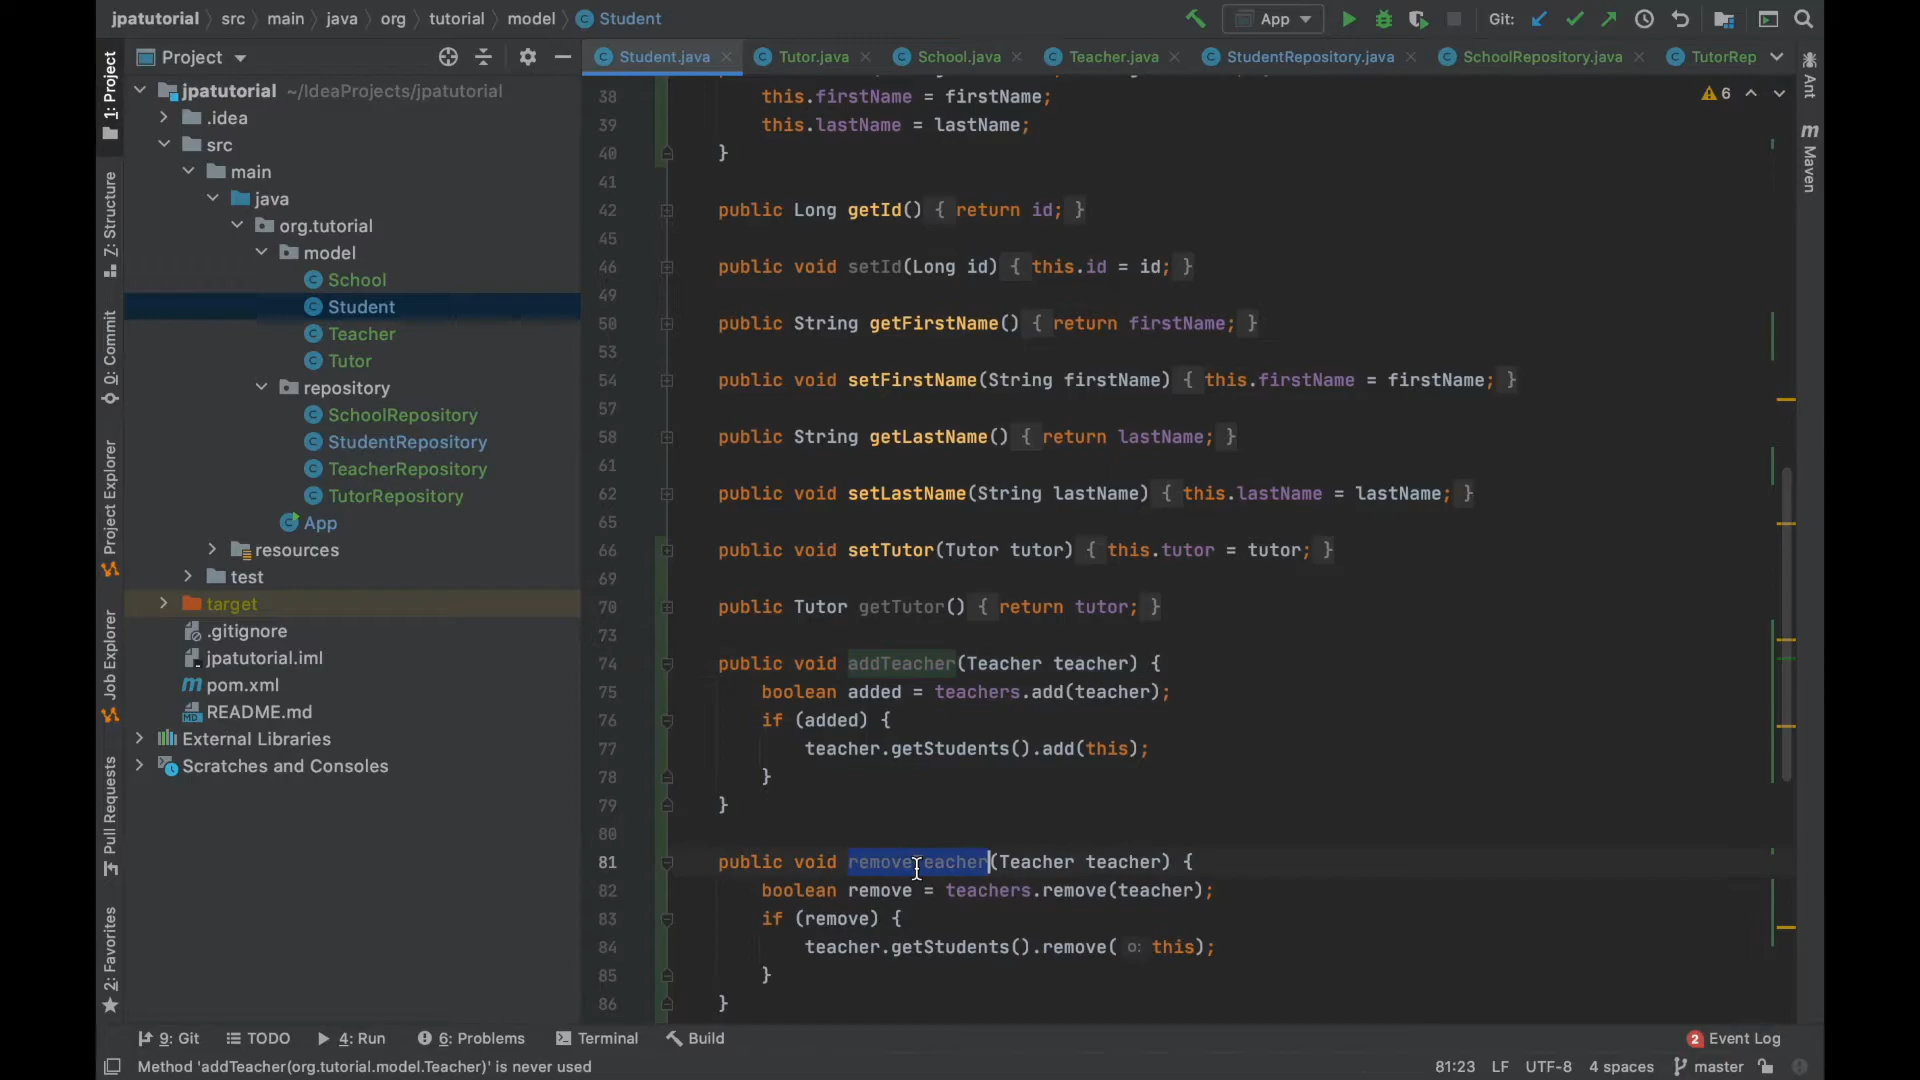 jpatutorial
src
main
java
org
tutorial
model
Student
App
Git:
Project
Student.java
Tutor.java
School.java
Teacher.java
StudentRepository.java
SchoolRepository.java
TutorRep
1: Project
Z: Structure
0: Commit
Project Explorer
Job Explorer
Pull Requests
2: Favorites
jpatutorial ~/IdeaProjects/jpatutorial
.idea
src
main
java
org.tutorial
model
School
Student
Teacher
Tutor
repository
SchoolRepository
StudentRepository
TeacherRepository
TutorRepository
App
resources
test
target
.gitignore
jpatutorial.iml
pom.xml
README.md
External Libraries
Scratches and Consoles
38 this.firstName = firstName;
39 this.lastName = lastName;
40 }
41
42 public Long getId() { return id; }
45
46 public void setId(Long id) { this.id = id; }
49
50 public String getFirstName() { return firstName; }
53
54 public void setFirstName(String firstName) { this.firstName = firstName; }
57
58 public String getLastName() { return lastName; }
61
62 public void setLastName(String lastName) { this.lastName = lastName; }
65
66 public void setTutor(Tutor tutor) { this.tutor = tutor; }
69
70 public Tutor getTutor() { return tutor; }
73
74 public void addTeacher(Teacher teacher) {
75 boolean added = teachers.add(teacher);
76 if (added) {
77 teacher.getStudents().add(this);
78 }
79 }
80
81 public void removeTeacher(Teacher teacher) {
82 boolean remove = teachers.remove(teacher);
83 if (remove) {
84 teacher.getStudents().remove( o: this);
85 }
86 }
6
Ant
Maven
9: Git
TODO
4: Run
6: Problems
Terminal
Build
2 Event Log
Method 'addTeacher(org.tutorial.model.Teacher)' is never used
81:23
LF
UTF-8
4 spaces
master